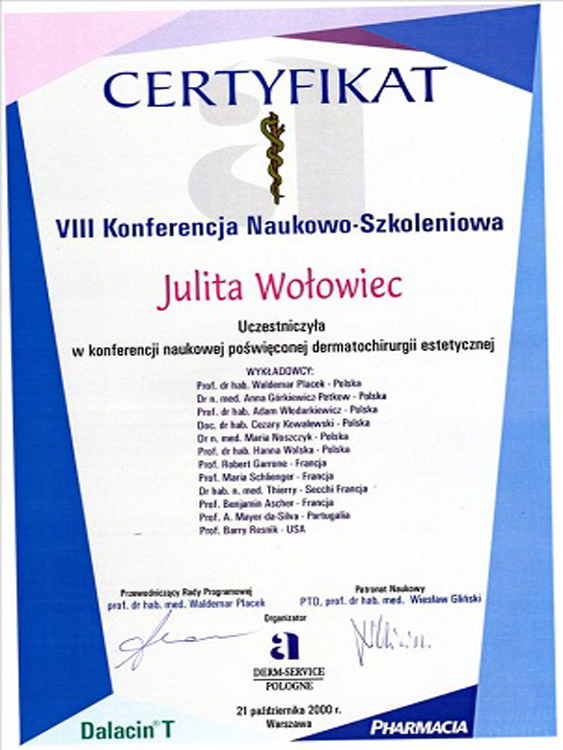 CERTYFIKAT
VIII Konferencja Naukowo-Szkoleniowa
Julita Wołowiec
Uczestniczyła
w konferencji naukowej poświęconej dermatochirurgii estetycznej
WYKŁADOWCY:
Prof. dr hab. Waldemar Placek - Polska
Dr n. med. Anna Górkiewicz-Petkow - Polska
Prof. dr hab. Adam Włodarkiewicz - Polska
Doc. dr hab. Cezary Kowalewski - Polska
Dr n. med. Maria Noszczyk - Polska
Prof. dr hab. Hanna Wolska - Polska
Prof. Robert Garrone - Francja
Prof. Maria Schlienger - Francja
Dr hab. n. med. Thierry - Secchi Francja
Prof. Benjamin Ascher - Francja
Prof. A. Mayer-da-Silva - Portugalia
Prof. Barry Resnik - USA
Przewodniczący Rady Programowej
prof. dr hab. med. Waldemar Placek
Patronat Naukowy
PTD, prof. dr hab. med. Wiesław Gliński
Organizator
a
DERM-SERVICE
POLOGNE
21 października 2000 r.
Warszawa
Dalacin® T
PHARMACIA